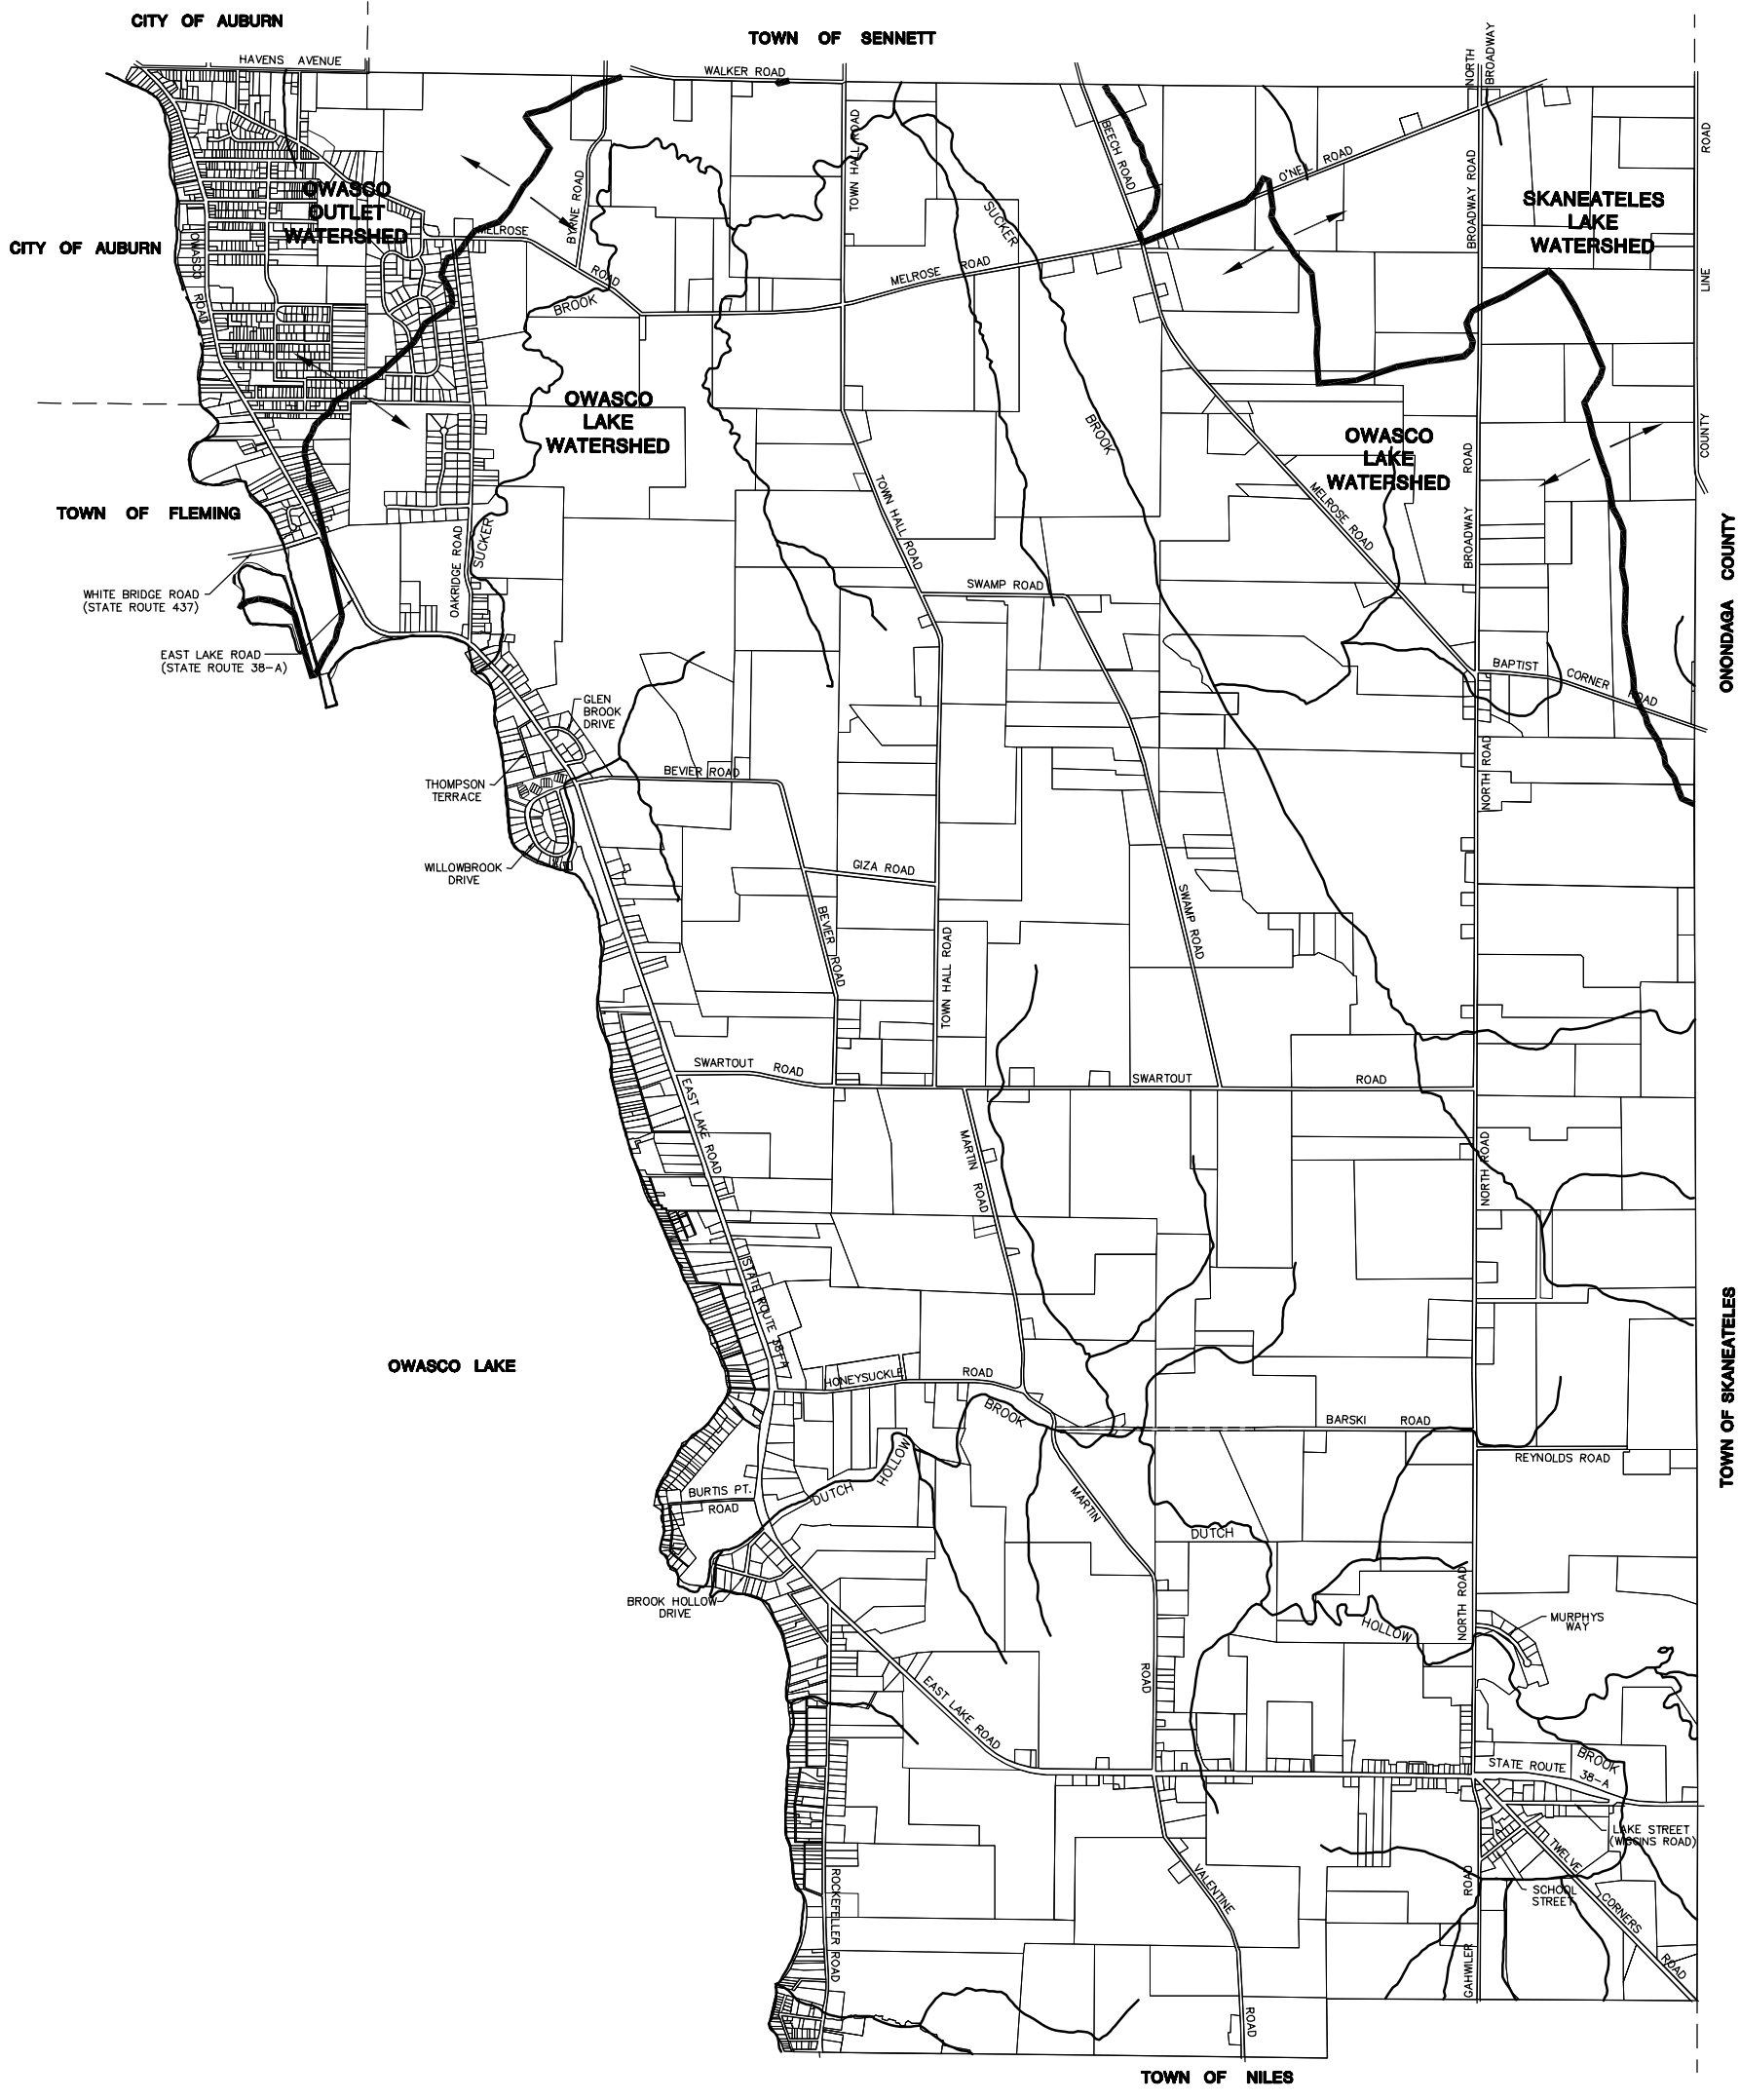 CITY OF AUBURN
TOWN OF SENNETT
HAVENS AVENUE
WALKER ROAD
NORTH
BROADWAY
TOWN HALL ROAD
BEECH ROAD
O'NEIL ROAD
BROADWAY ROAD
ROAD
BYRNE ROAD
OWASCO
OUTLET
WATERSHED
SKANEATELES
LAKE
WATERSHED
CITY OF AUBURN
OWASCO
ROAD
MELROSE
ROAD
BROOK
SUCKER
MELROSE ROAD
LINE
OWASCO
LAKE
WATERSHED
BROOK
OWASCO
LAKE
WATERSHED
ROAD
COUNTY
TOWN OF FLEMING
TOWN HALL ROAD
MELROSE ROAD
BROADWAY
ONONDAGA COUNTY
OAKRIDGE ROAD
SUCKER
WHITE BRIDGE ROAD
(STATE ROUTE 437)
SWAMP ROAD
EAST LAKE ROAD
(STATE ROUTE 38-A)
BAPTIST
CORNER
ROAD
GLEN
BROOK
DRIVE
THOMPSON
TERRACE
BEVIER ROAD
NORTH ROAD
WILLOWBROOK
DRIVE
GIZA ROAD
BEVIER
ROAD
SWAMP ROAD
TOWN HALL ROAD
SWARTOUT ROAD
SWARTOUT
ROAD
EAST LAKE ROAD
MARTIN
ROAD
NORTH ROAD
STATE ROUTE 38-A
TOWN OF SKANEATELES
OWASCO LAKE
HONEYSUCKLE
ROAD
BROOK
BARSKI ROAD
REYNOLDS ROAD
HOLLOW
DUTCH
BURTIS PT.
ROAD
MARTIN
DUTCH
BROOK HOLLOW
DRIVE
NORTH ROAD
HOLLOW
MURPHYS
WAY
ROAD
EAST LAKE ROAD
STATE ROUTE
38-A
BROOK
LAKE STREET
(WIGGINS ROAD)
TWELVE
CORNERS
ROAD
SCHOOL
STREET
ROCKEFELLER ROAD
VALENTINE
ROAD
ROAD
GAHWILER
TOWN OF NILES